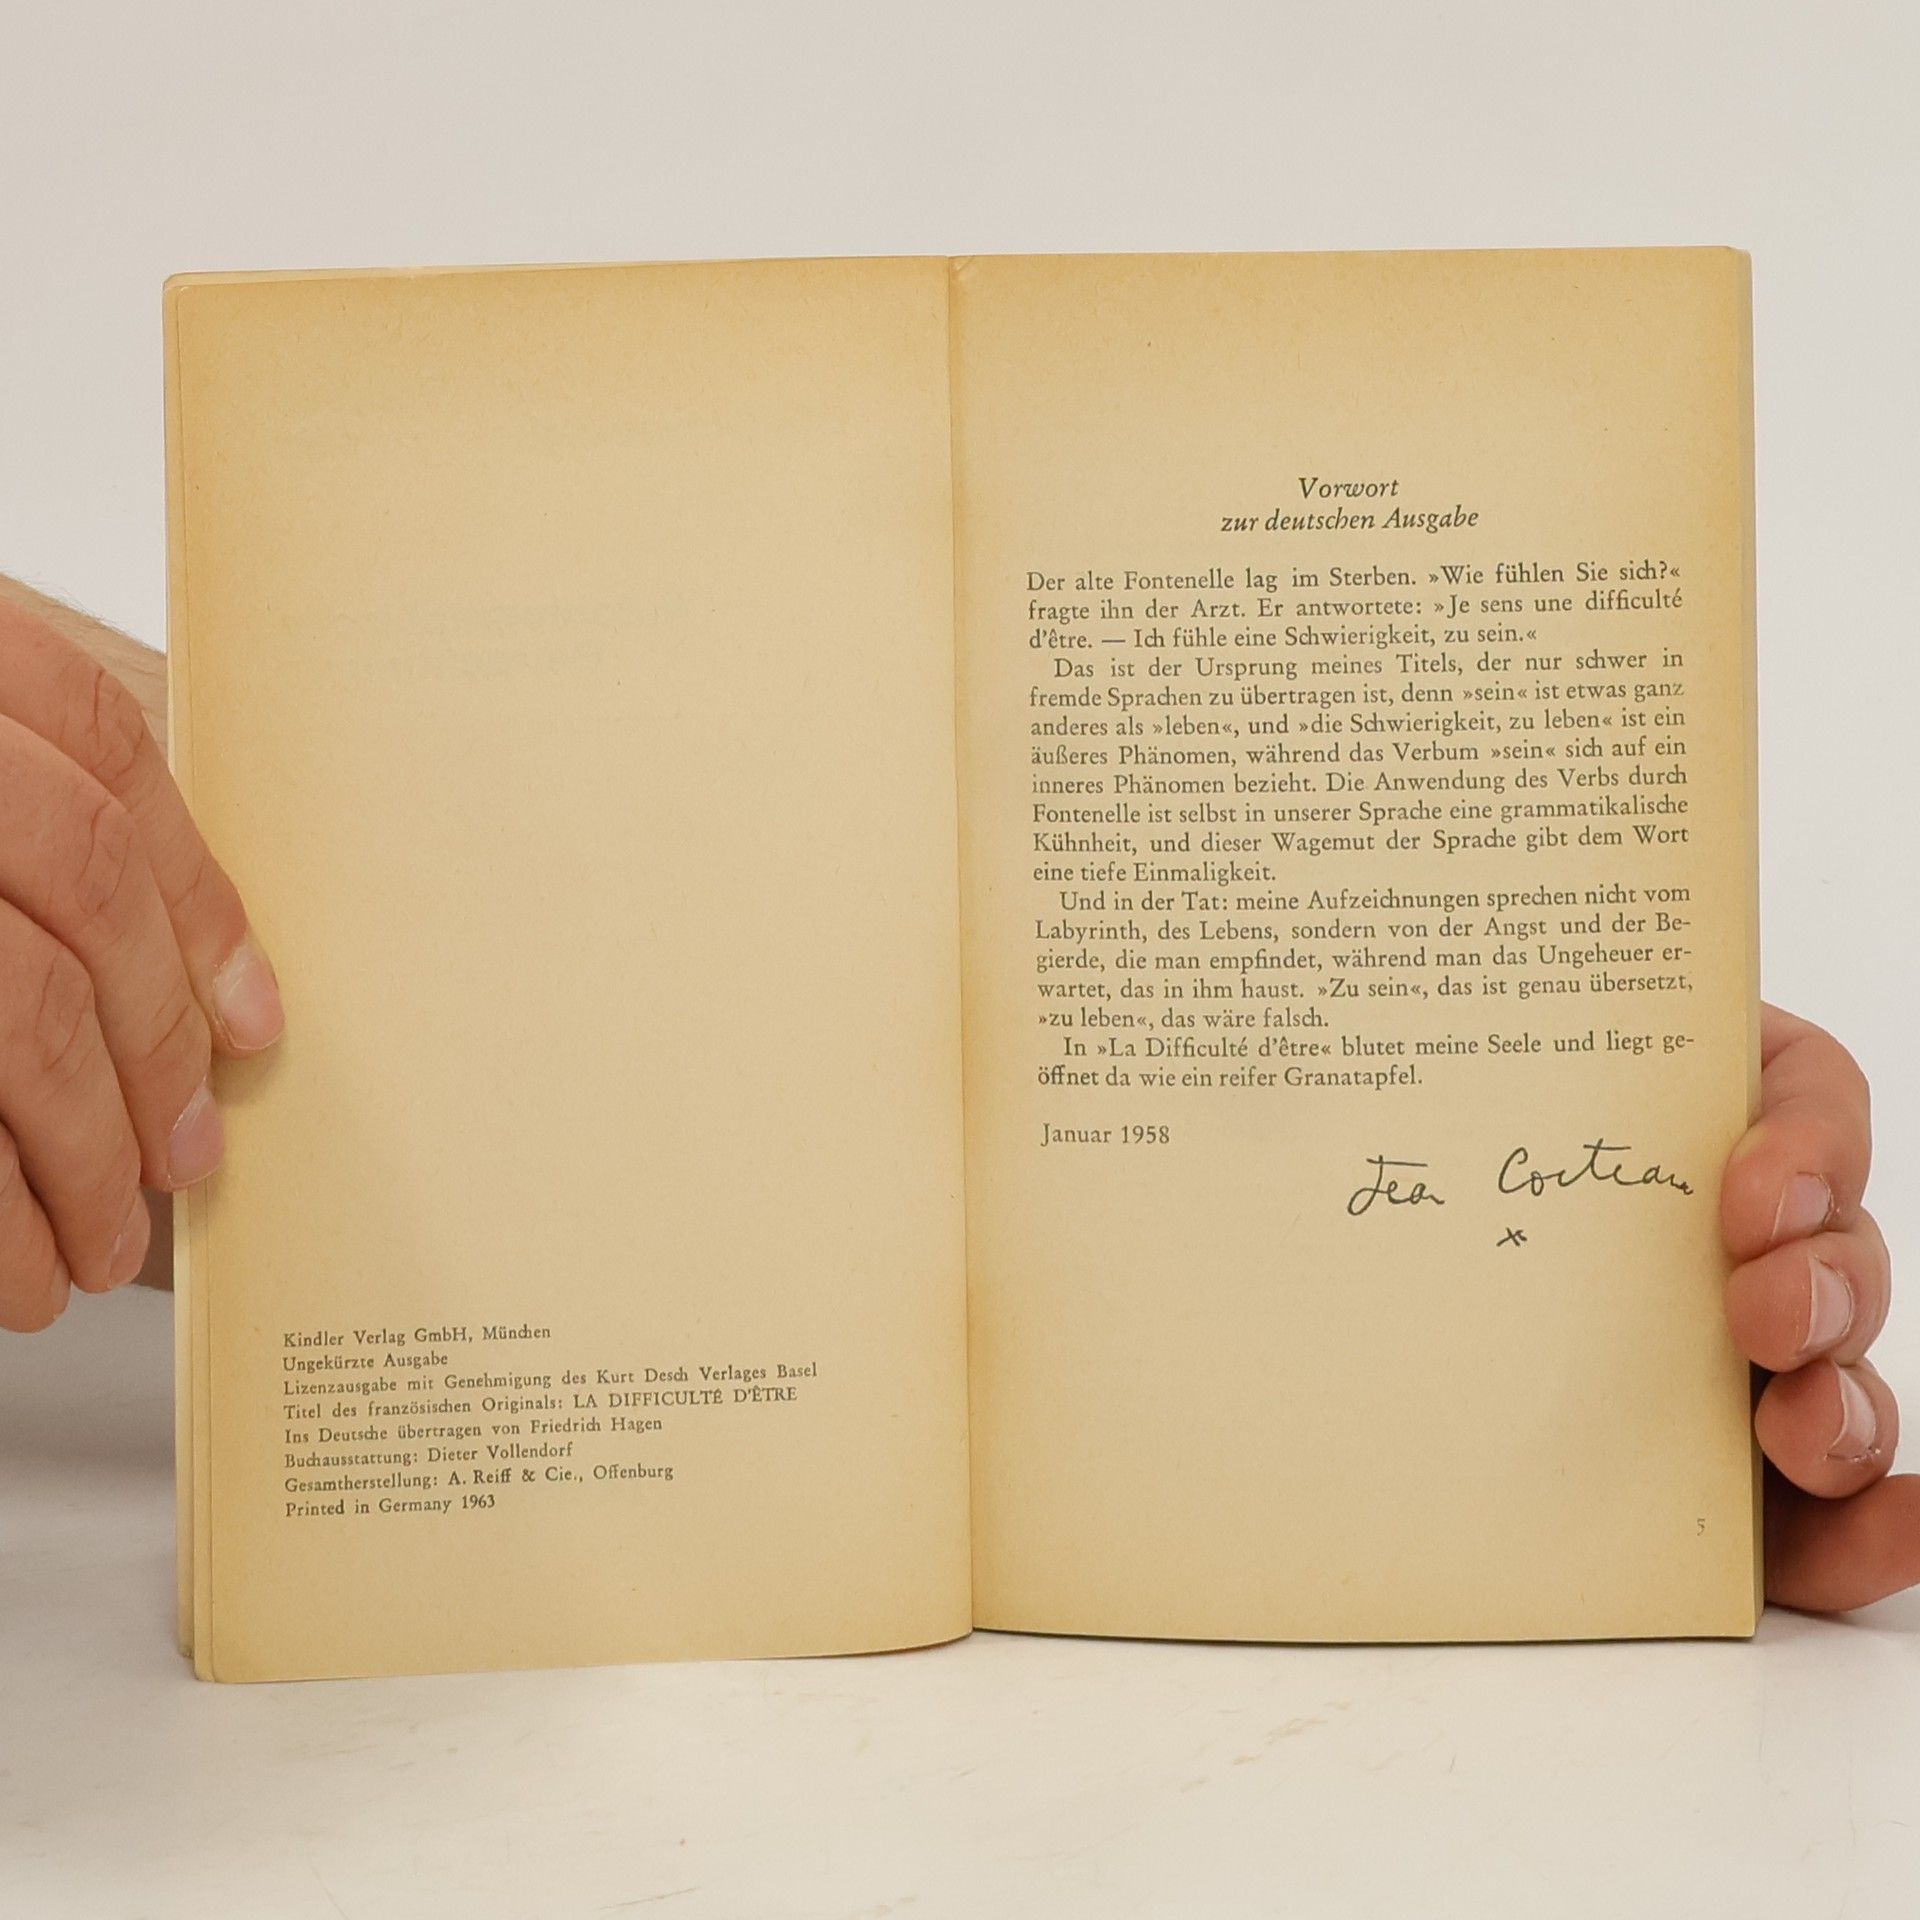 Kindler Verlag GmbH, München
Ungekürzte Ausgabe
Lizenzausgabe mit Genehmigung des Kurt Desch Verlages Basel
Titel des französischen Originals: LA DIFFICULTÉ D'ÊTRE
Ins Deutsche übertragen von Friedrich Hagen
Buchausstattung: Dieter Vollendorf
Gesamtherstellung: A. Reiff & Cie., Offenburg
Printed in Germany 1963
Vorwort
zur deutschen Ausgabe
Der alte Fontenelle lag im Sterben. »Wie fühlen Sie sich?«
fragte ihn der Arzt. Er antwortete: »Je sens une difficulté
d'être. — Ich fühle eine Schwierigkeit, zu sein.«
Das ist der Ursprung meines Titels, der nur schwer in
fremde Sprachen zu übertragen ist, denn »sein« ist etwas ganz
anderes als »leben«, und »die Schwierigkeit, zu leben« ist ein
äußeres Phänomen, während das Verbum »sein« sich auf ein
inneres Phänomen bezieht. Die Anwendung des Verbs durch
Fontenelle ist selbst in unserer Sprache eine grammatikalische
Kühnheit, und dieser Wagemut der Sprache gibt dem Wort
eine tiefe Einmaligkeit.
Und in der Tat: meine Aufzeichnungen sprechen nicht vom
Labyrinth, des Lebens, sondern von der Angst und der Be-
gierde, die man empfindet, während man das Ungeheuer er-
wartet, das in ihm haust. »Zu sein«, das ist genau übersetzt,
»zu leben«, das wäre falsch.
In »La Difficulté d'être« blutet meine Seele und liegt ge-
öffnet da wie ein reifer Granatapfel.
Januar 1958
Jean Cocteau
5